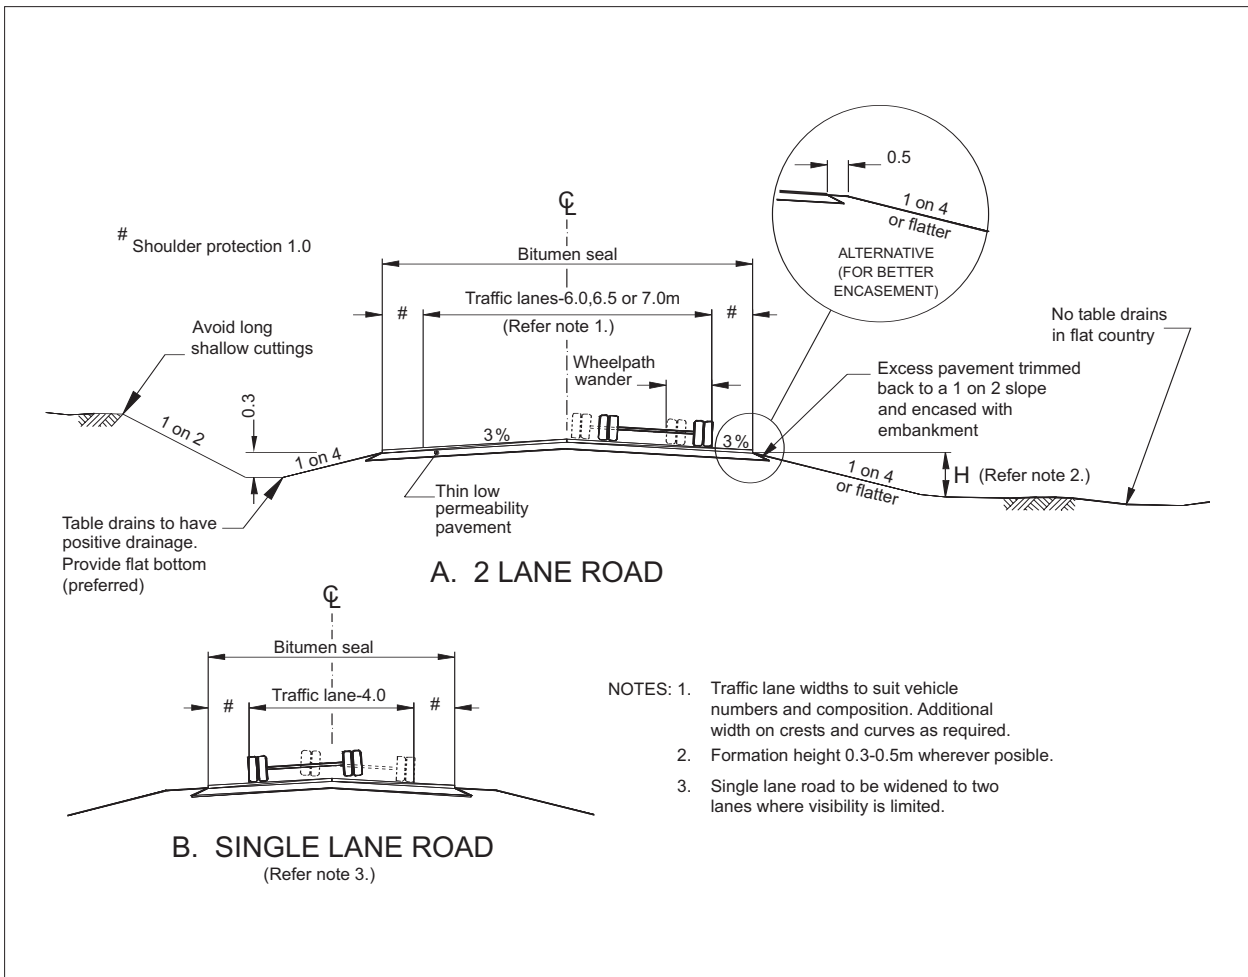 0.5
1 on 4
or flatter
ALTERNATIVE
(FOR BETTER
ENCASEMENT)
℄
# Shoulder protection 1.0
Bitumen seal
Traffic lanes-6.0,6.5 or 7.0m
#
#
(Refer note 1.)
Avoid long
shallow cuttings
No table drains
in flat country
Wheelpath
wander
Excess pavement trimmed
back to a 1 on 2 slope
and encased with
embankment
0.3
1 on 2
1 on 4
3%
3%
1 on 4
or flatter
H (Refer note 2.)
Thin low
permeability
pavement
Table drains to have
positive drainage.
Provide flat bottom
(preferred)
A. 2 LANE ROAD
℄
Bitumen seal
Traffic lane-4.0
#
#
B. SINGLE LANE ROAD
(Refer note 3.)
NOTES: 1. Traffic lane widths to suit vehicle
numbers and composition. Additional
width on crests and curves as required.
2. Formation height 0.3-0.5m wherever posible.
3. Single lane road to be widened to two
lanes where visibility is limited.